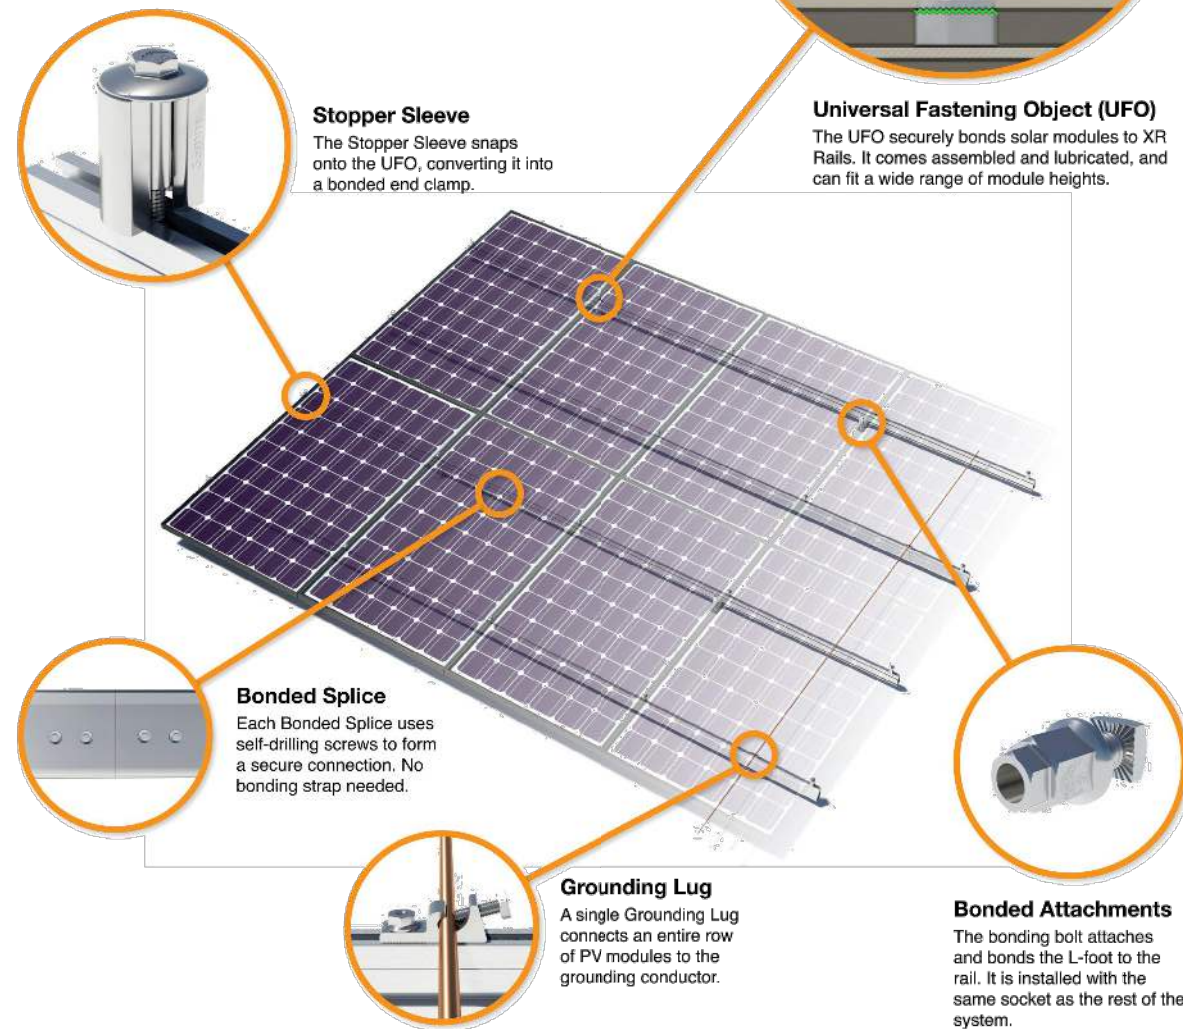 Stopper Sleeve
The Stopper Sleeve snaps
onto the UFO, converting it into
a bonded end clamp.
Universal Fastening Object (UFO)
The UFO securely bonds solar modules to XR
Rails. It comes assembled and lubricated, and
can fit a wide range of module heights.
Bonded Splice
Each Bonded Splice uses
self-drilling screws to form
a secure connection. No
bonding strap needed.
Grounding Lug
A single Grounding Lug
connects an entire row
of PV modules to the
grounding conductor.
Bonded Attachments
The bonding bolt attaches
and bonds the L-foot to the
rail. It is installed with the
same socket as the rest of the
system.